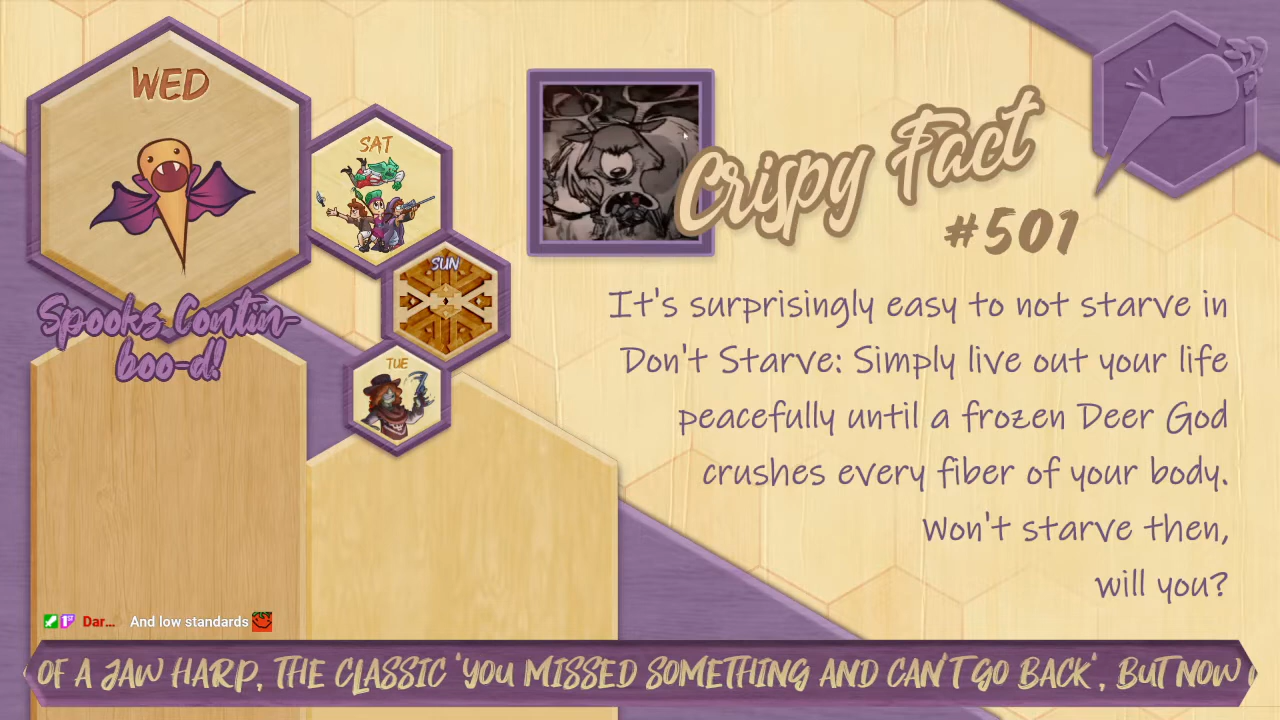 WED
SAT
SUN
TUE
Spooks Contin-
boo-d!
Crispy Fact
#501
It's surprisingly easy to not starve in
Don't Starve: Simply live out your life
peacefully until a frozen Deer God
crushes every fiber of your body.
Won't starve then,
will you?
Dar... And low standards
OF A JAW HARP, THE CLASSIC 'YOU MISSED SOMETHING AND CAN'T GO BACK', BUT NOW